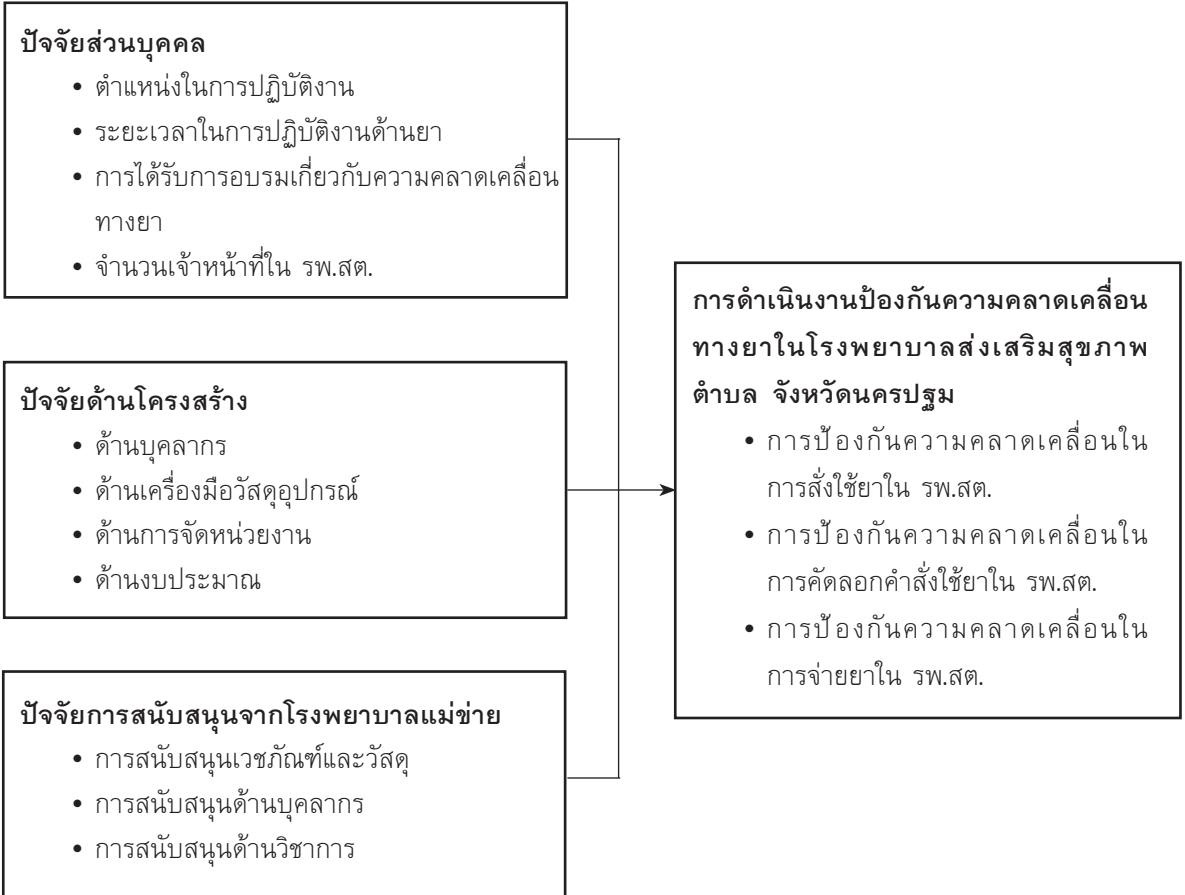 ปัจจัยส่วนบุคคล
• ตำแหน่งในการปฏิบัติงาน
• ระยะเวลาในการปฏิบัติงานด้านยา
• การได้รับการอบรมเกี่ยวกับความคลาดเคลื่อน
ทางยา
• จำนวนเจ้าหน้าที่ใน รพ.สต.
ปัจจัยด้านโครงสร้าง
• ด้านบุคลากร
• ด้านเครื่องมือวัสดุอุปกรณ์
• ด้านการจัดหน่วยงาน
• ด้านงบประมาณ
ปัจจัยการสนับสนุนจากโรงพยาบาลแม่ข่าย
• การสนับสนุนเวชภัณฑ์และวัสดุ
• การสนับสนุนด้านบุคลากร
• การสนับสนุนด้านวิชาการ
การดำเนินงานป้องกันความคลาดเคลื่อน
ทางยาในโรงพยาบาลส่งเสริมสุขภาพ
ตำบล จังหวัดนครปฐม
• การป้องกันความคลาดเคลื่อนใน
การสั่งใช้ยาใน รพ.สต.
• การป้องกันความคลาดเคลื่อนใน
การคัดลอกคำสั่งใช้ยาใน รพ.สต.
• การป้องกันความคลาดเคลื่อนใน
การจ่ายยาใน รพ.สต.